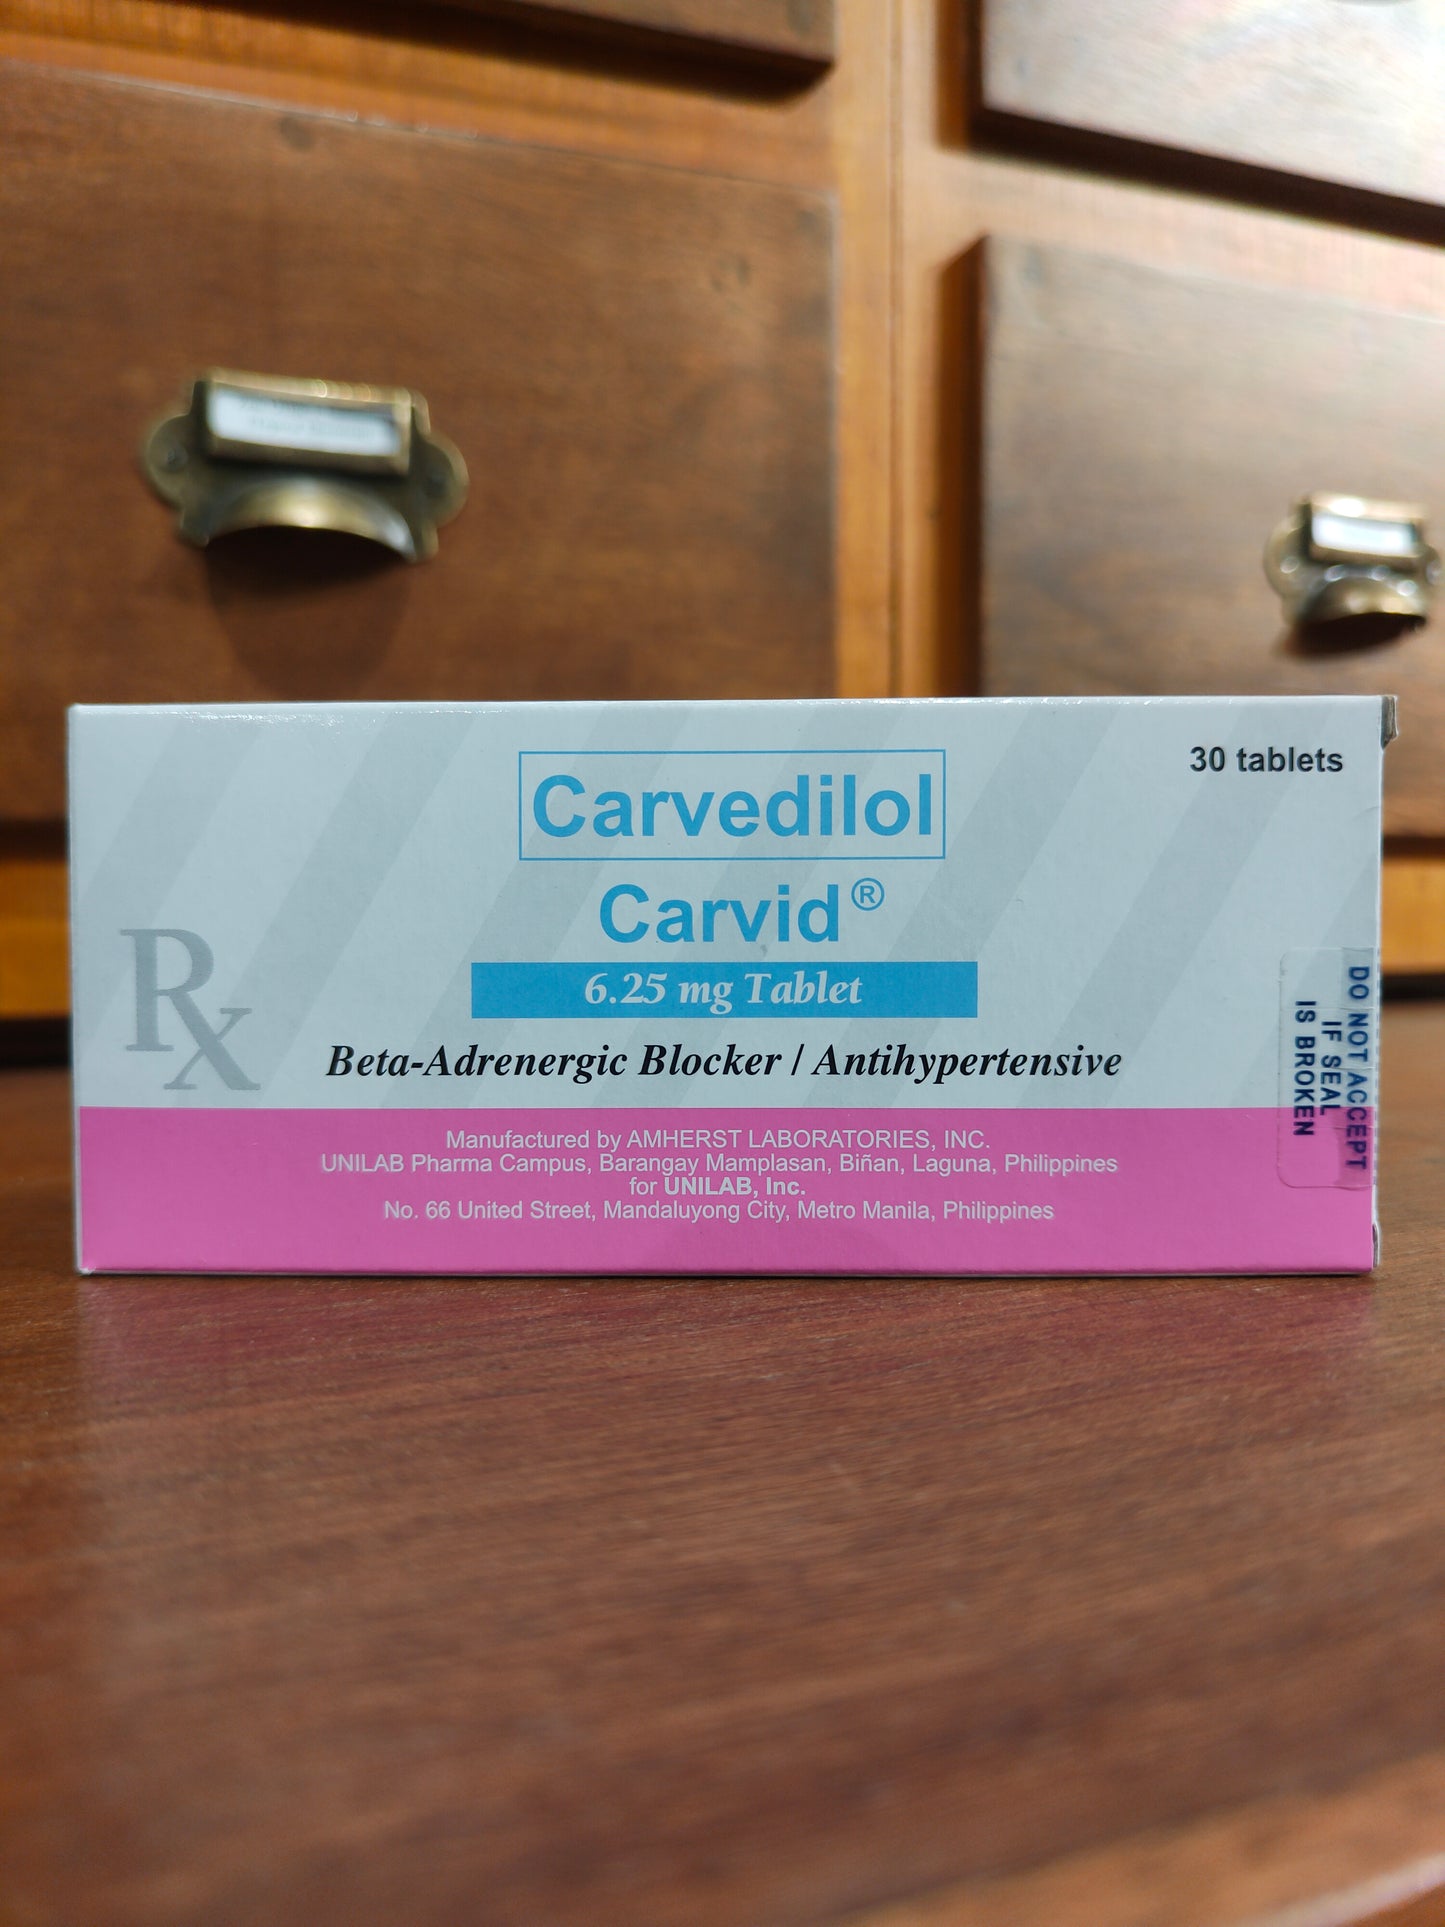 30 tablets
Carvedilol
Carvid®
6.25 mg Tablet
Rx
Beta-Adrenergic Blocker / Antihypertensive
Manufactured by AMHERST LABORATORIES, INC.
UNILAB Pharma Campus, Barangay Mamplasan, Biñan, Laguna, Philippines
for UNILAB, Inc.
No. 66 United Street, Mandaluyong City, Metro Manila, Philippines
DO NOT ACCEPT
IF SEAL
IS BROKEN